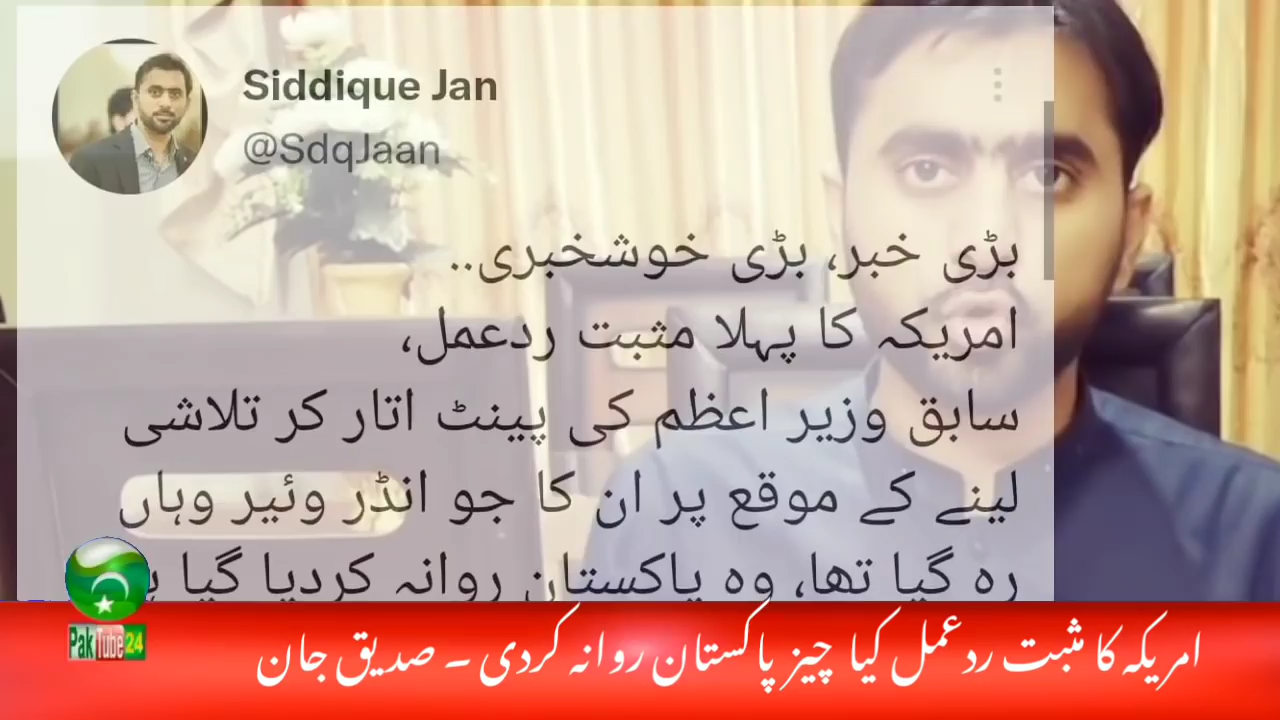 Siddique Jan
@SdqJaan
بڑی خبر، بڑی خوشخبری..
امریکہ کا پہلا مثبت ردعمل،
سابق وزیر اعظم کی پینٹ اتار کر تلاشی
لینے کے موقع پر ان کا جو انڈر وئیر وہاں
رہ گیا تھا، وہ پاکستان روانہ کردیا گیا
PakTube24
امریکہ کا مثبت رد عمل کیا چیز پاکستان روانہ کردی ۔ صدیق جان